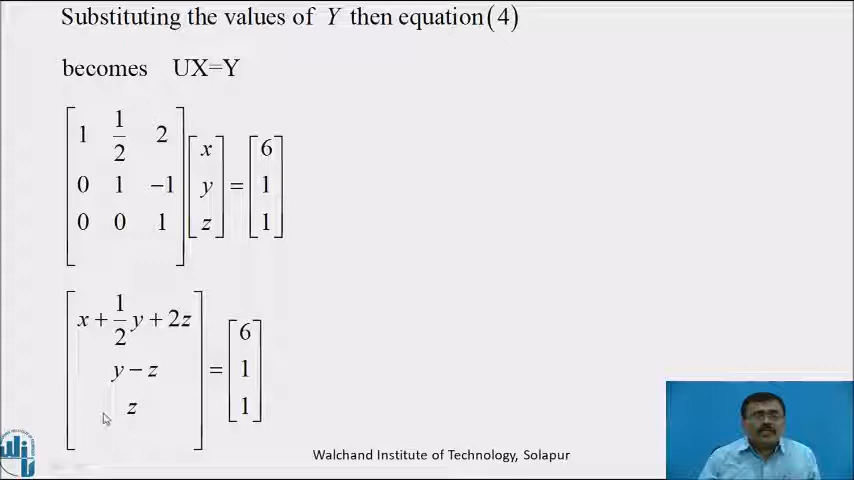 Substituting the values of Y then equation(4)
becomes UX=Y
[1 1/2 2; 0 1 −1; 0 0 1] [x; y; z] = [6; 1; 1]
[x + 1/2 y + 2z; y − z; z] = [6; 1; 1]
Walchand Institute of Technology, Solapur